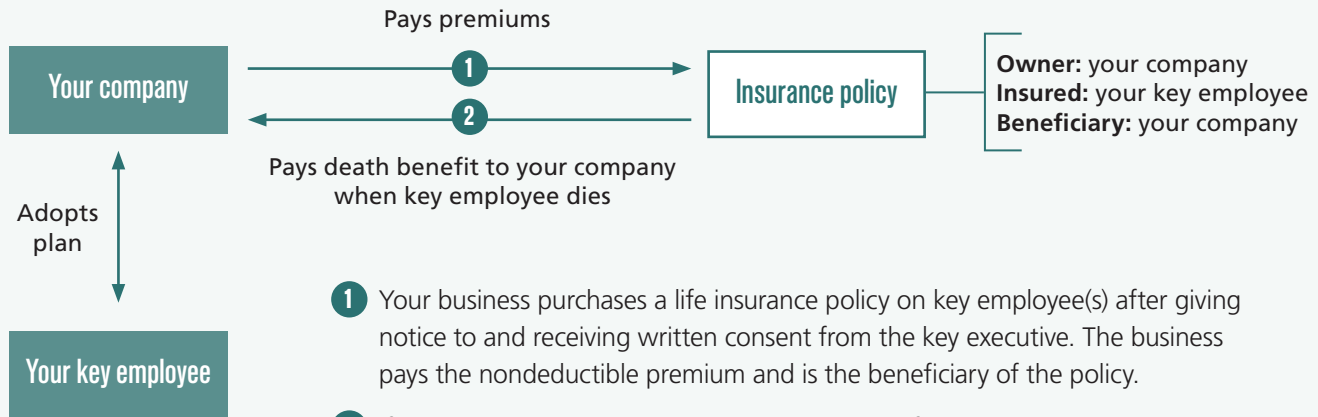 Pays premiums
Your company
1
Insurance policy
Owner: your company
Insured: your key employee
Beneficiary: your company
2
Pays death benefit to your company
when key employee dies
Adopts
plan
1 Your business purchases a life insurance policy on key employee(s) after giving
notice to and receiving written consent from the key executive. The business
pays the nondeductible premium and is the beneficiary of the policy.
Your key employee